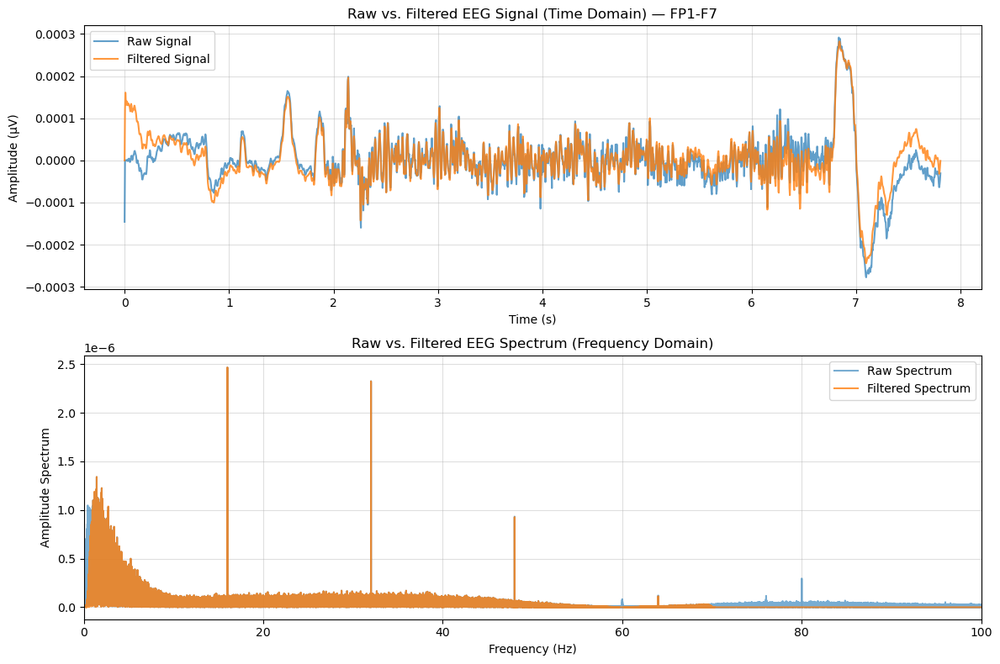 Raw vs. Filtered EEG Signal (Time Domain) — FP1-F7
Raw Signal
Filtered Signal
Amplitude (µV)
0.0003
0.0002
0.0001
0.0000
−0.0001
−0.0002
−0.0003
0 1 2 3 4 5 6 7 8
Time (s)
Raw vs. Filtered EEG Spectrum (Frequency Domain)
1e−6
Raw Spectrum
Filtered Spectrum
Amplitude Spectrum
2.5
2.0
1.5
1.0
0.5
0.0
0 20 40 60 80 100
Frequency (Hz)